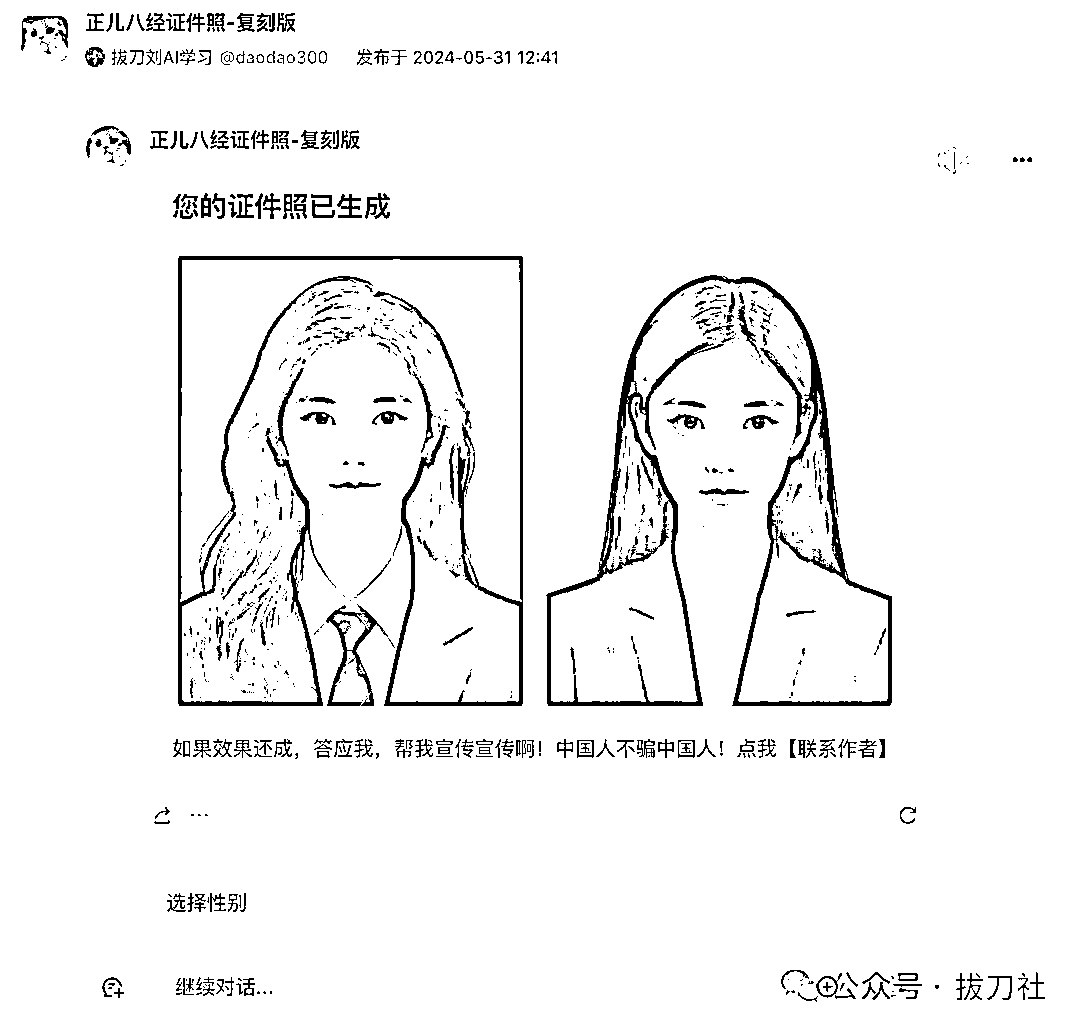 正儿八经证件照-复刻版
拔刀刘AI学习 @daodao300 发布于 2024-05-31 12:41
正儿八经证件照-复刻版
您的证件照已生成
如果效果还成，答应我，帮我宣传宣传啊！中国人不骗中国人！点我【联系作者】
选择性别
继续对话...
公众号 · 拔刀社